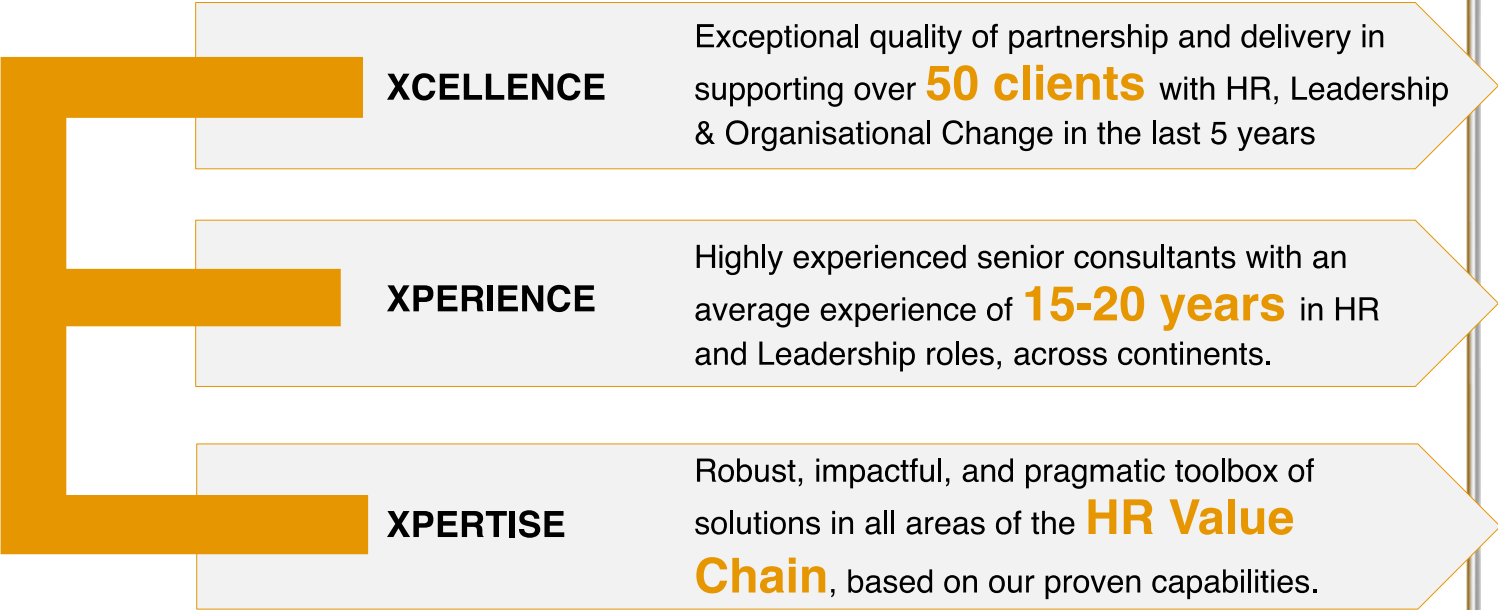 E
XCELLENCE
Exceptional quality of partnership and delivery in
supporting over 50 clients with HR, Leadership
& Organisational Change in the last 5 years
XPERIENCE
Highly experienced senior consultants with an
average experience of 15-20 years in HR
and Leadership roles, across continents.
XPERTISE
Robust, impactful, and pragmatic toolbox of
solutions in all areas of the HR Value
Chain, based on our proven capabilities.